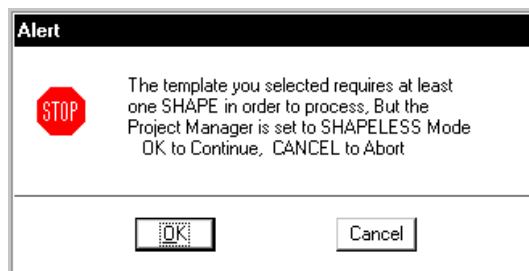 Alert
STOP
The template you selected requires at least
one SHAPE in order to process, But the
Project Manager is set to SHAPELESS Mode
OK to Continue, CANCEL to Abort
OK
Cancel